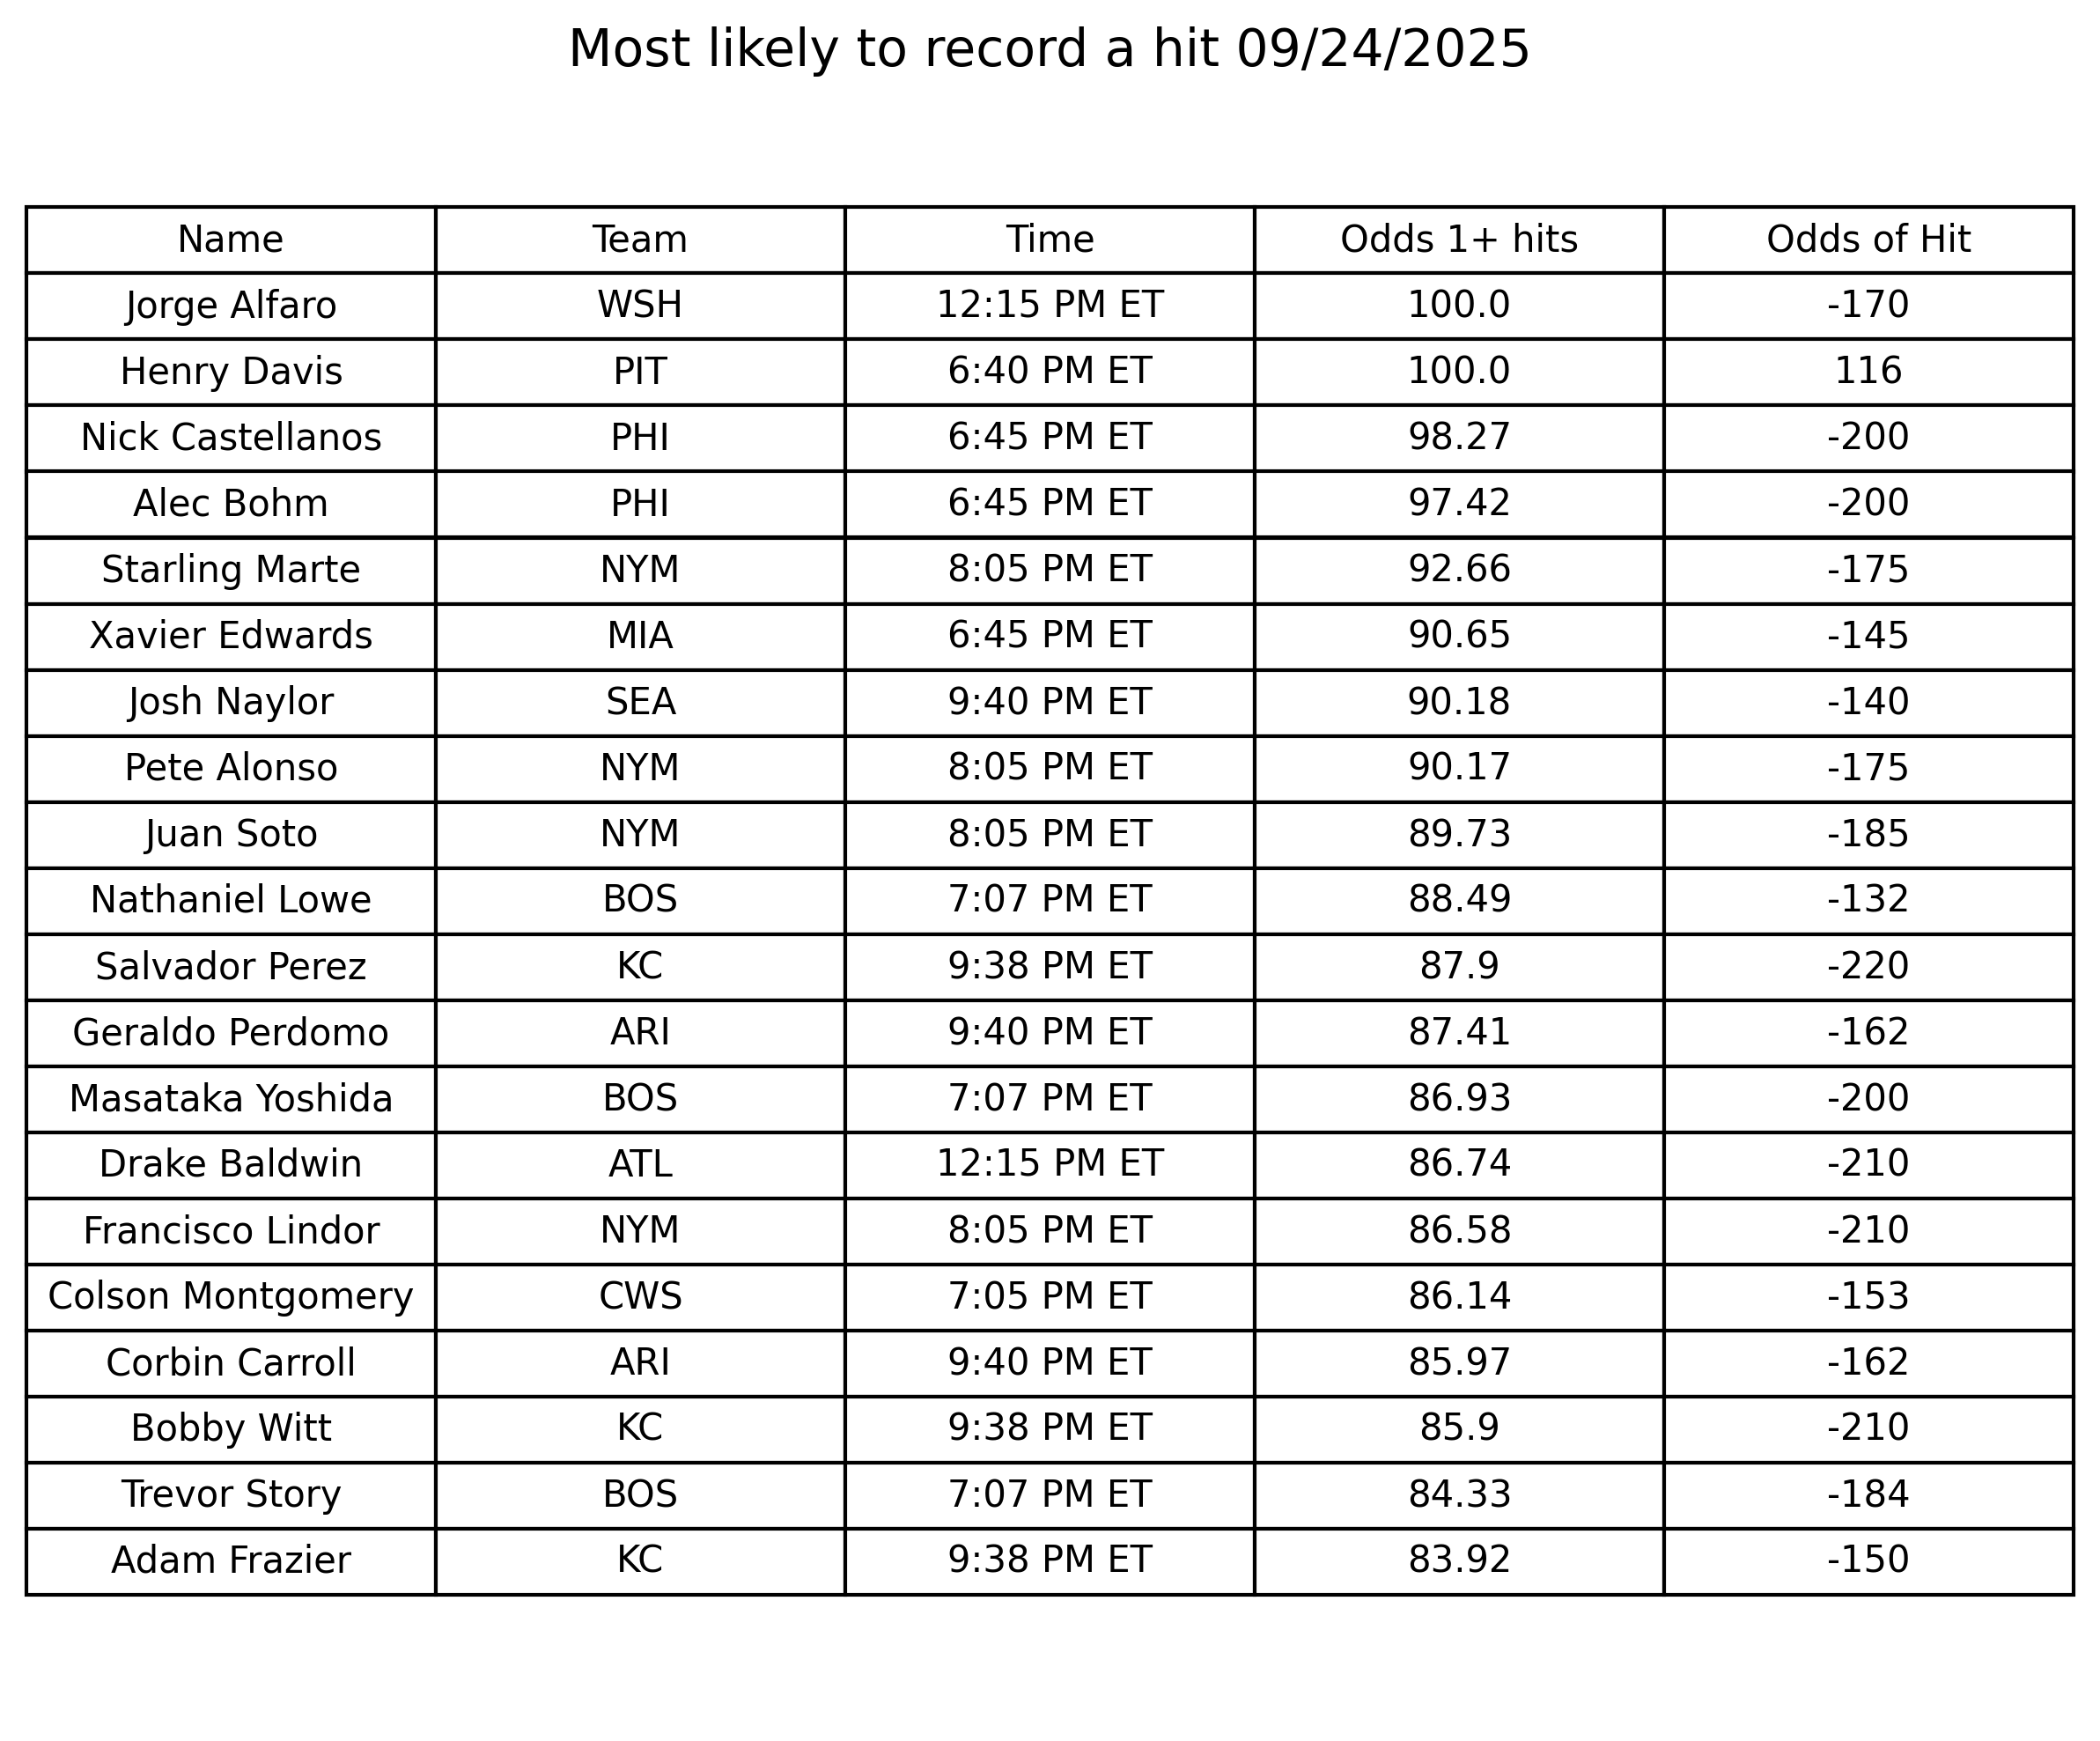 Most likely to record a hit 09/24/2025
Name Team Time Odds 1+ hits Odds of Hit
Jorge Alfaro WSH 12:15 PM ET 100.0 -170
Henry Davis PIT 6:40 PM ET 100.0 116
Nick Castellanos PHI 6:45 PM ET 98.27 -200
Alec Bohm PHI 6:45 PM ET 97.42 -200
Starling Marte NYM 8:05 PM ET 92.66 -175
Xavier Edwards MIA 6:45 PM ET 90.65 -145
Josh Naylor SEA 9:40 PM ET 90.18 -140
Pete Alonso NYM 8:05 PM ET 90.17 -175
Juan Soto NYM 8:05 PM ET 89.73 -185
Nathaniel Lowe BOS 7:07 PM ET 88.49 -132
Salvador Perez KC 9:38 PM ET 87.9 -220
Geraldo Perdomo ARI 9:40 PM ET 87.41 -162
Masataka Yoshida BOS 7:07 PM ET 86.93 -200
Drake Baldwin ATL 12:15 PM ET 86.74 -210
Francisco Lindor NYM 8:05 PM ET 86.58 -210
Colson Montgomery CWS 7:05 PM ET 86.14 -153
Corbin Carroll ARI 9:40 PM ET 85.97 -162
Bobby Witt KC 9:38 PM ET 85.9 -210
Trevor Story BOS 7:07 PM ET 84.33 -184
Adam Frazier KC 9:38 PM ET 83.92 -150